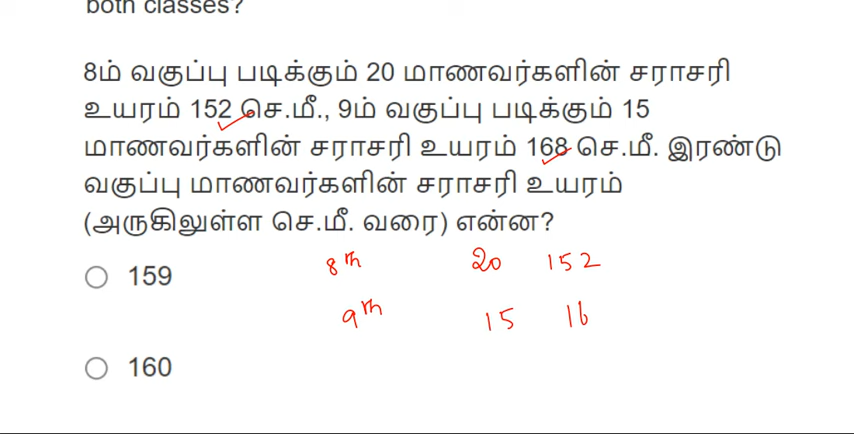 both classes?
8ம் வகுப்பு படிக்கும் 20 மாணவர்களின் சராசரி
உயரம் 152 செ.மீ., 9ம் வகுப்பு படிக்கும் 15
மாணவர்களின் சராசரி உயரம் 168 செ.மீ. இரண்டு
வகுப்பு மாணவர்களின் சராசரி உயரம்
(அருகிலுள்ள செ.மீ. வரை) என்ன?
8th 20 152
159
9th 15 16
160